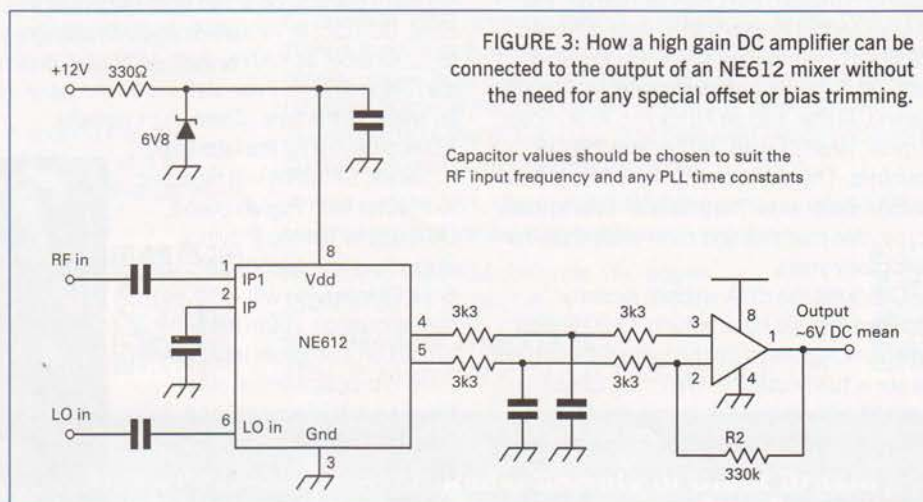 FIGURE 3: How a high gain DC amplifier can be
connected to the output of an NE612 mixer without
the need for any special offset or bias trimming.
Capacitor values should be chosen to suit the
RF input frequency and any PLL time constants
+12V
330Ω
6V8
RF in
1
IP1
8
Vdd
2
IP
NE612
4
5
3k3
3k3
3k3
3k3
3
2
8
1
4
Output
~6V DC mean
LO in
6
LO in
Gnd
3
R2
330k